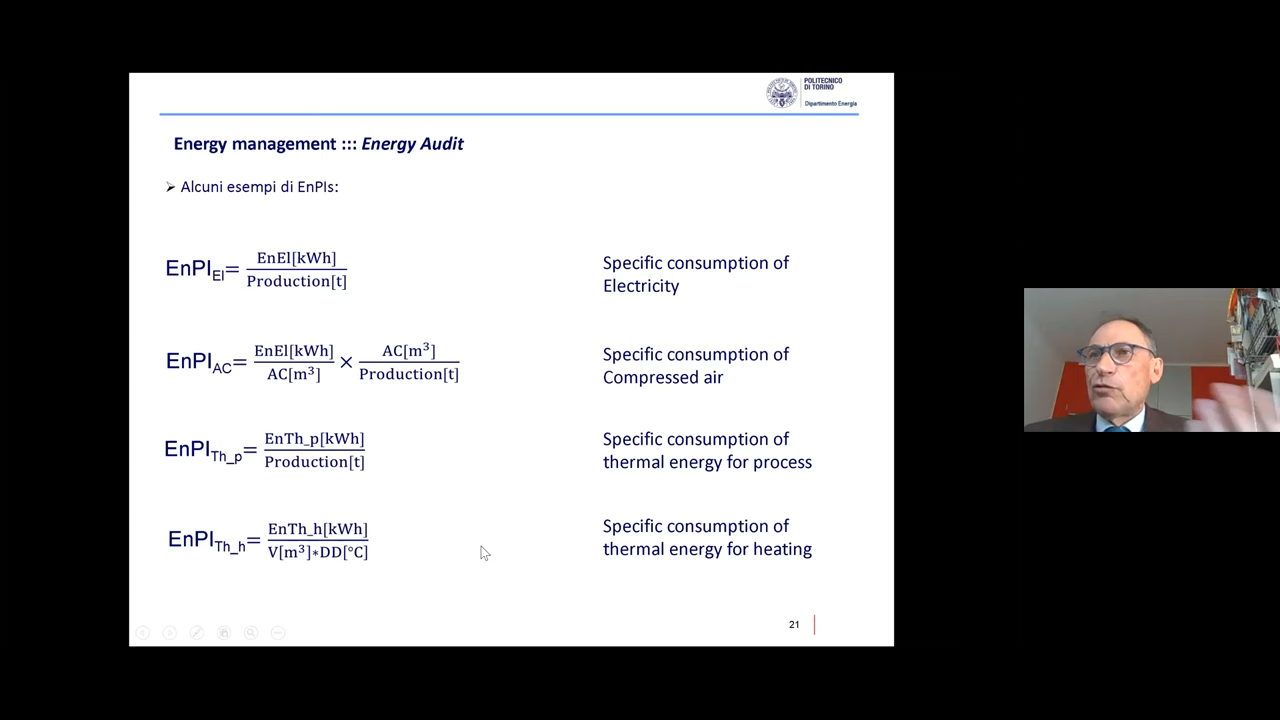 POLITECNICO
DI TORINO
Dipartimento Energia
Energy management ::: Energy Audit
➢ Alcuni esempi di EnPIs:
EnPI_El= EnEl[kWh] / Production[t]
Specific consumption of
Electricity
EnPI_AC= EnEl[kWh] / AC[m³] × AC[m³] / Production[t]
Specific consumption of
Compressed air
EnPI_Th_p= EnTh_p[kWh] / Production[t]
Specific consumption of
thermal energy for process
EnPI_Th_h= EnTh_h[kWh] / V[m³]*DD[°C]
Specific consumption of
thermal energy for heating
21